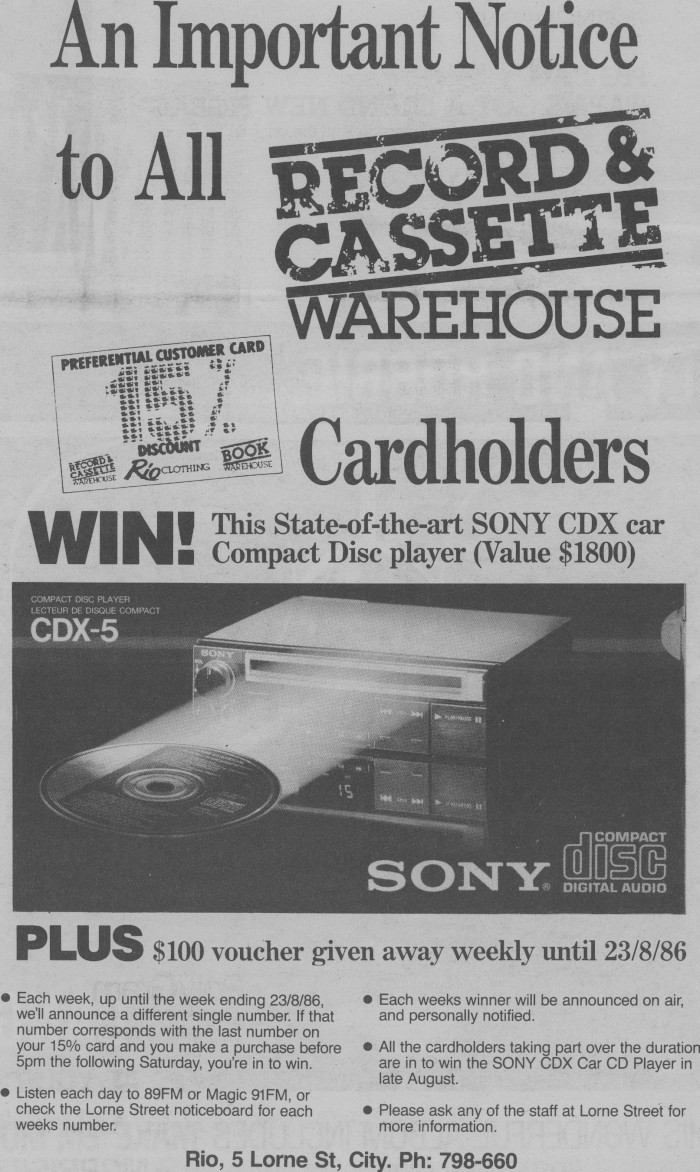 An Important Notice
to All
RECORD &
CASSETTE
WAREHOUSE
PREFERENTIAL CUSTOMER CARD
15%
DISCOUNT
RECORD &
CASSETTE
WAREHOUSE
Rio CLOTHING
BOOK
WAREHOUSE
Cardholders
WIN! This State-of-the-art SONY CDX car
Compact Disc player (Value $1800)
COMPACT DISC PLAYER
LECTEUR DE DISQUE COMPACT
CDX-5
SONY
PLAY/PAUSE
15
SONY®
COMPACT
disc
DIGITAL AUDIO
PLUS $100 voucher given away weekly until 23/8/86
● Each week, up until the week ending 23/8/86,
we'll announce a different single number. If that
number corresponds with the last number on
your 15% card and you make a purchase before
5pm the following Saturday, you're in to win.
● Listen each day to 89FM or Magic 91FM, or
check the Lorne Street noticeboard for each
weeks number.
● Each weeks winner will be announced on air,
and personally notified.
● All the cardholders taking part over the duration
are in to win the SONY CDX Car CD Player in
late August.
● Please ask any of the staff at Lorne Street for
more information.
Rio, 5 Lorne St, City. Ph: 798-660